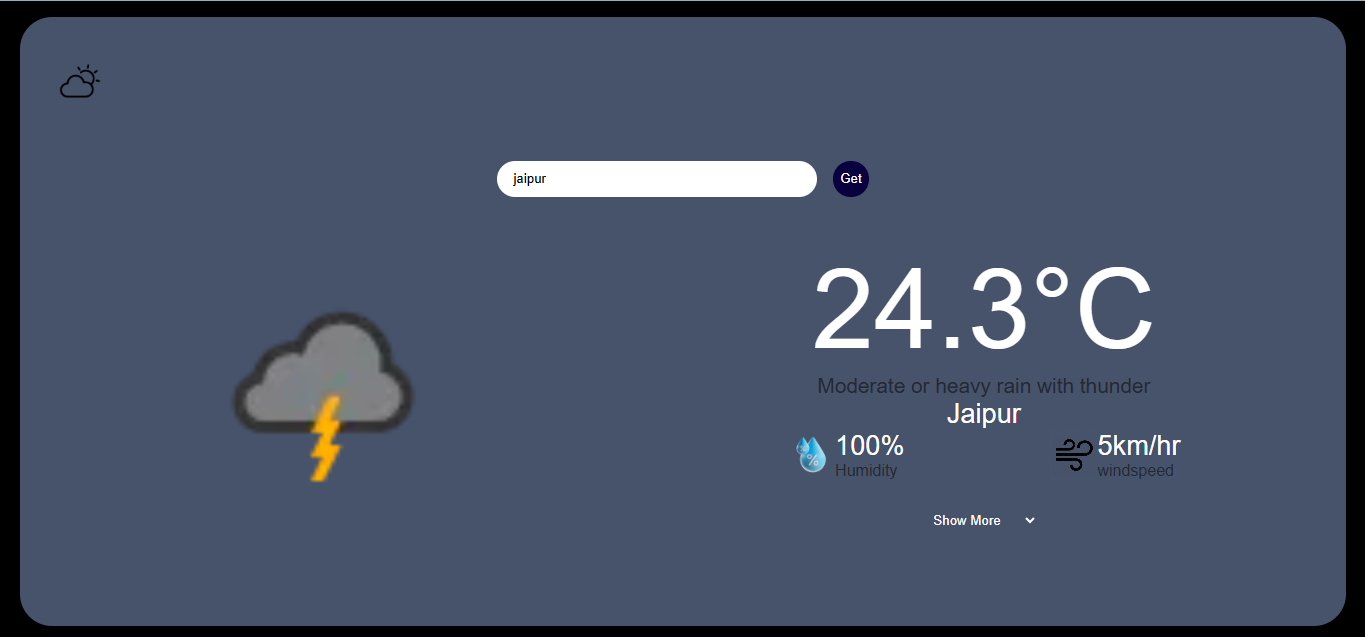 jaipur
Get
24.3°C
Moderate or heavy rain with thunder
Jaipur
%
100%
Humidity
5km/hr
windspeed
Show More